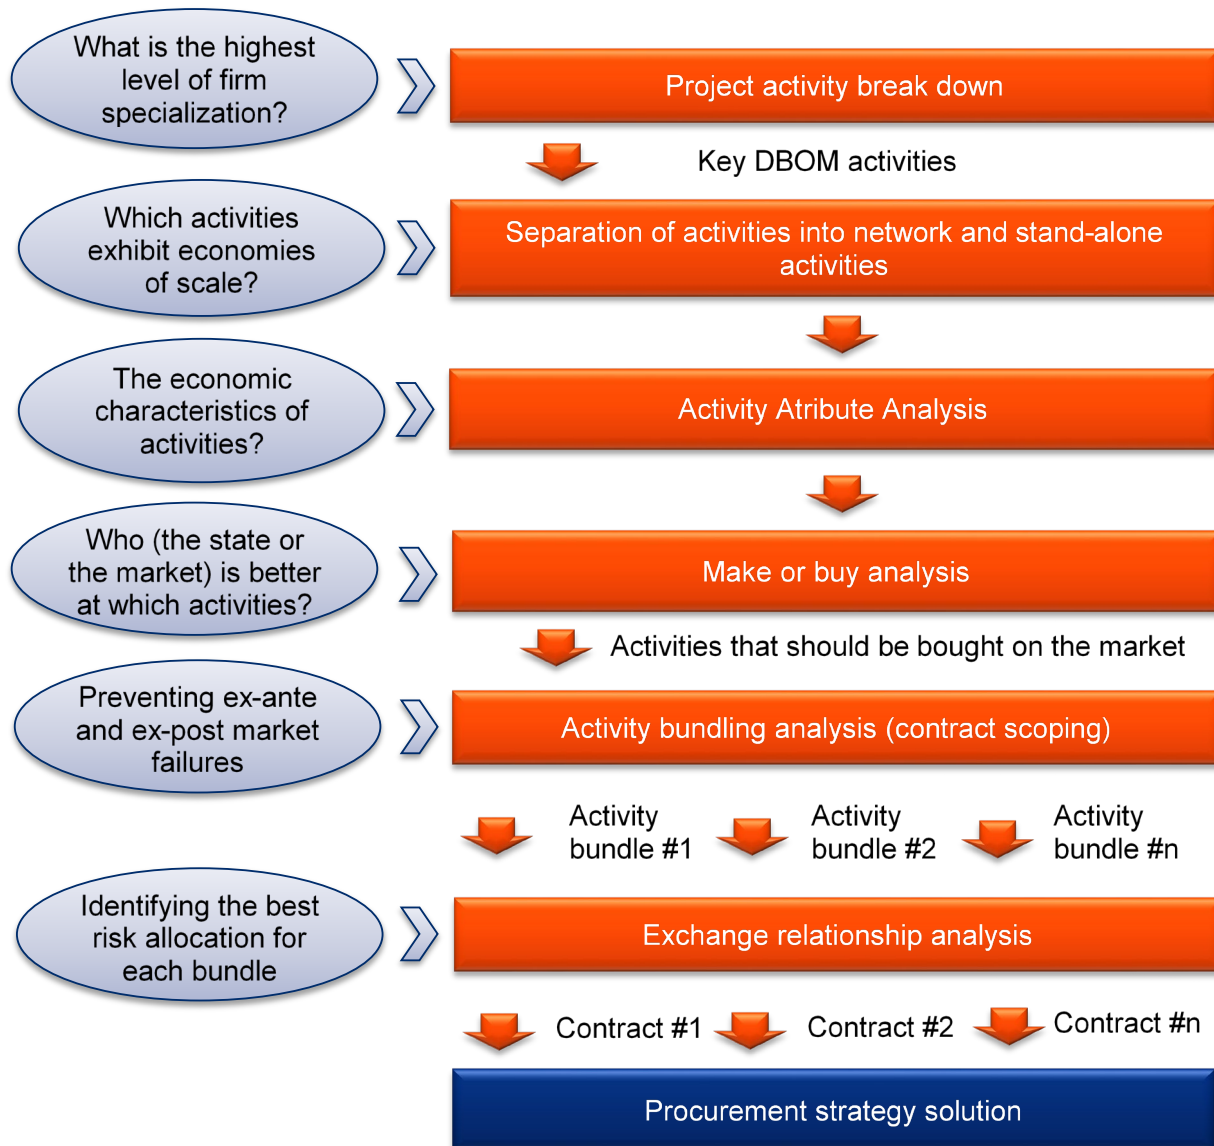 What is the highest
level of firm
specialization?
Project activity break down
Key DBOM activities
Which activities
exhibit economies
of scale?
Separation of activities into network and stand-alone
activities
The economic
characteristics of
activities?
Activity Atribute Analysis
Who (the state or
the market) is better
at which activities?
Make or buy analysis
Activities that should be bought on the market
Preventing ex-ante
and ex-post market
failures
Activity bundling analysis (contract scoping)
Activity
bundle #1
Activity
bundle #2
Activity
bundle #n
Identifying the best
risk allocation for
each bundle
Exchange relationship analysis
Contract #1
Contract #2
Contract #n
Procurement strategy solution